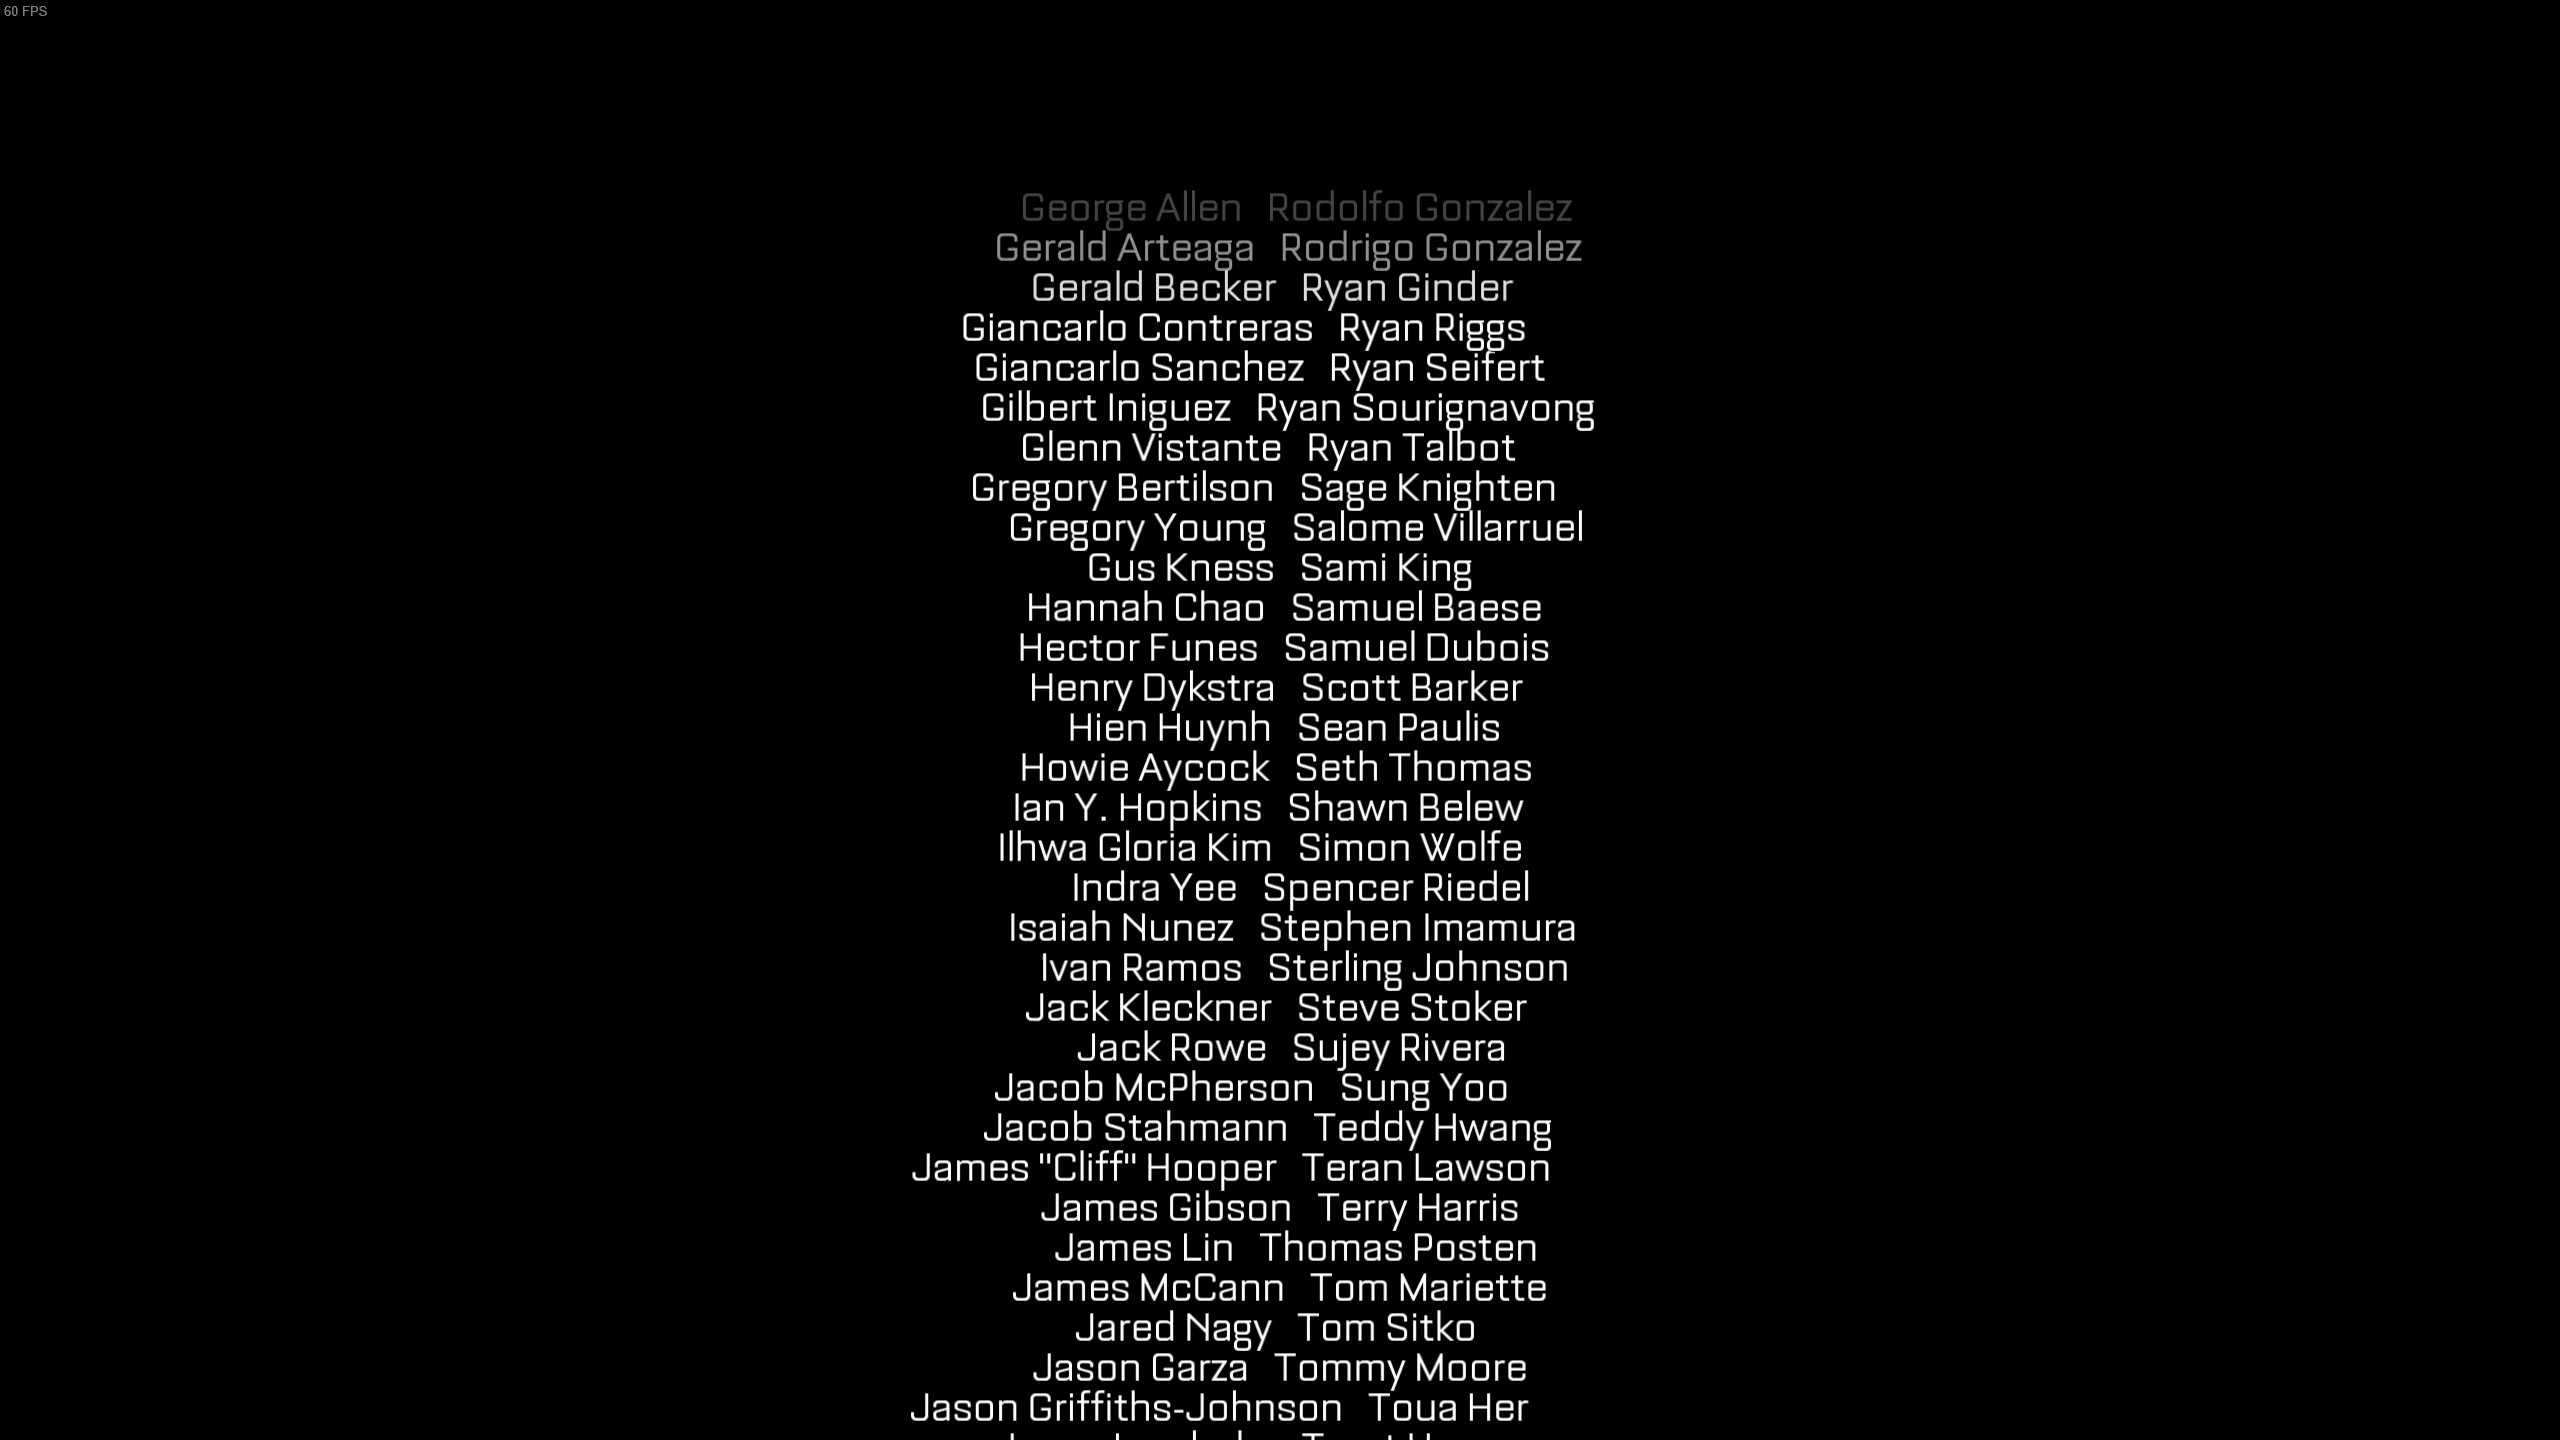 60 FPS
George Allen Rodolfo Gonzalez
Gerald Arteaga Rodrigo Gonzalez
Gerald Becker Ryan Ginder
Giancarlo Contreras Ryan Riggs
Giancarlo Sanchez Ryan Seifert
Gilbert Iniguez Ryan Sourignavong
Glenn Vistante Ryan Talbot
Gregory Bertilson Sage Knighten
Gregory Young Salome Villarruel
Gus Kness Sami King
Hannah Chao Samuel Baese
Hector Funes Samuel Dubois
Henry Dykstra Scott Barker
Hien Huynh Sean Paulis
Howie Aycock Seth Thomas
Ian Y. Hopkins Shawn Belew
Ilhwa Gloria Kim Simon Wolfe
Indra Yee Spencer Riedel
Isaiah Nunez Stephen Imamura
Ivan Ramos Sterling Johnson
Jack Kleckner Steve Stoker
Jack Rowe Sujey Rivera
Jacob McPherson Sung Yoo
Jacob Stahmann Teddy Hwang
James "Cliff" Hooper Teran Lawson
James Gibson Terry Harris
James Lin Thomas Posten
James McCann Tom Mariette
Jared Nagy Tom Sitko
Jason Garza Tommy Moore
Jason Griffiths-Johnson Toua Her